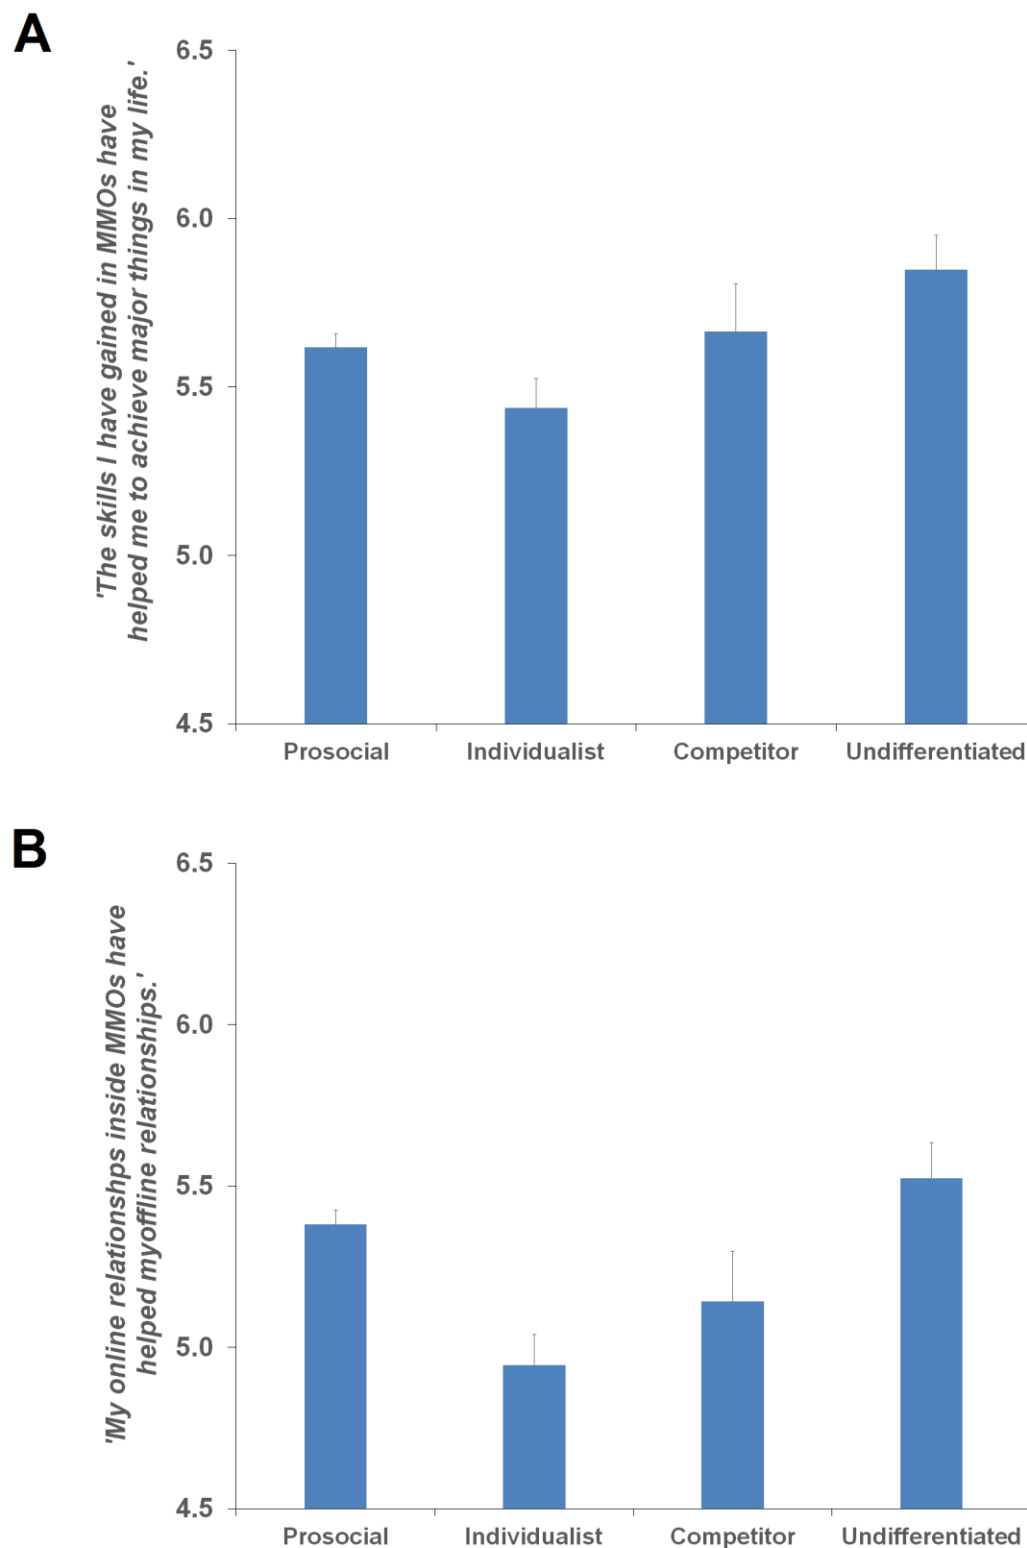 A
'The skills I have gained in MMOs have
helped me to achieve major things in my life.'
6.5
6.0
5.5
5.0
4.5
Prosocial Individualist Competitor Undifferentiated
B
'My online relationshps inside MMOs have
helped myoffline relationships.'
6.5
6.0
5.5
5.0
4.5
Prosocial Individualist Competitor Undifferentiated